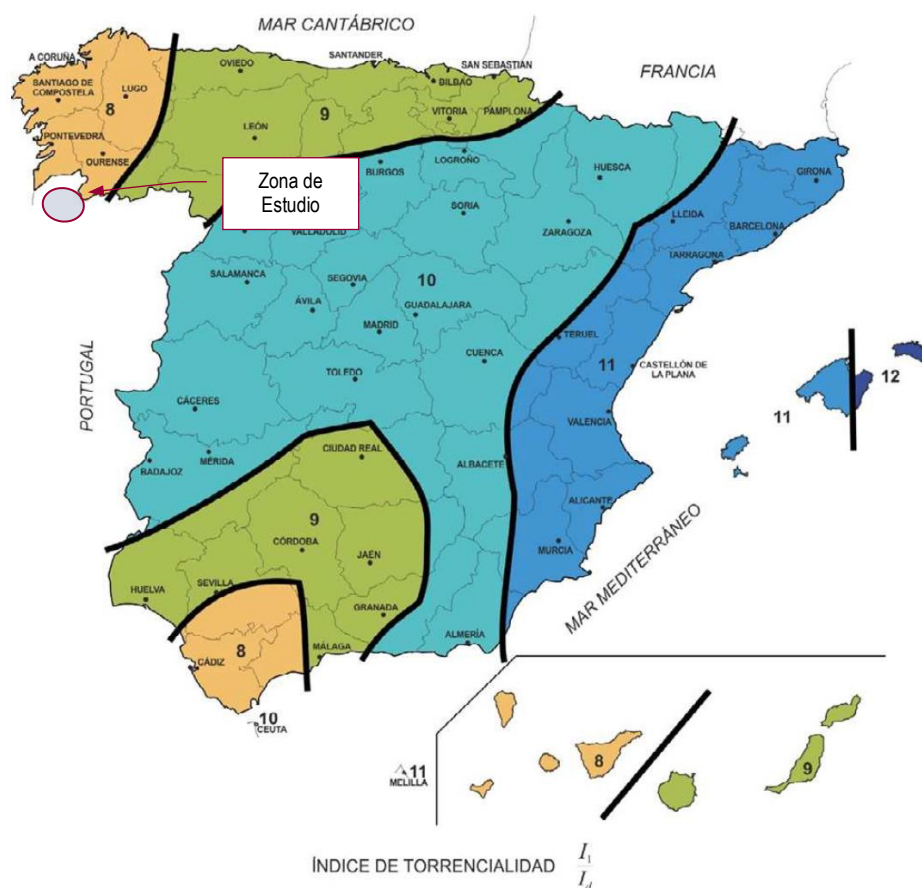 MAR CANTÁBRICO
A CORUÑA
SANTIAGO DE
COMPOSTELA
LUGO
8
PONTEVEDRA
OURENSE
OVIEDO
SANTANDER
SAN SEBASTIAN
BILBAO
FRANCIA
LEÓN
9
VITORIA
PAMPLONA
Zona de
Estudio
BURGOS
LOGROÑO
HUESCA
GIRONA
VALLADOLID
SORIA
ZARAGOZA
LLEIDA
BARCELONA
TARRAGONA
SALAMANCA
SEGOVIA
10
ÁVILA
GUADALAJARA
MADRID
TERUEL
PORTUGAL
TOLEDO
CUENCA
11
CASTELLÓN DE
LA PLANA
12
11
CÁCERES
VALENCIA
BADAJOZ
MÉRIDA
CIUDAD REAL
ALBACETE
ALICANTE
9
CÓRDOBA
JAÉN
MURCIA
MAR MEDITERRÁNEO
HUELVA
SEVILLA
GRANADA
8
CÁDIZ
MÁLAGA
ALMERÍA
10
CEUTA
11
MELILLA
8
9
ÍNDICE DE TORRENCIALIDAD I₁/I_d